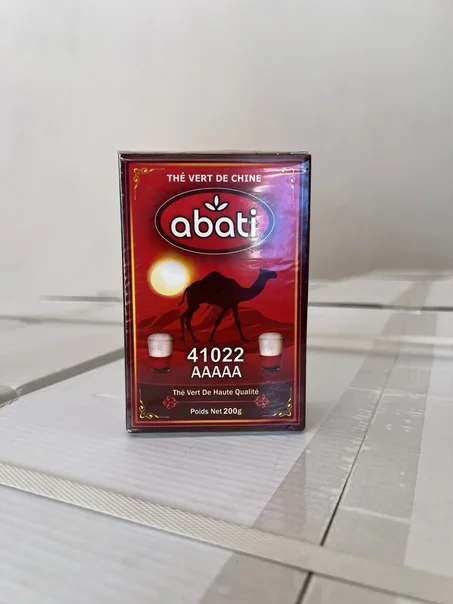 THÉ VERT DE CHINE
abati
41022
AAAAA
Thé Vert De Haute Qualité
Poids Net 200g